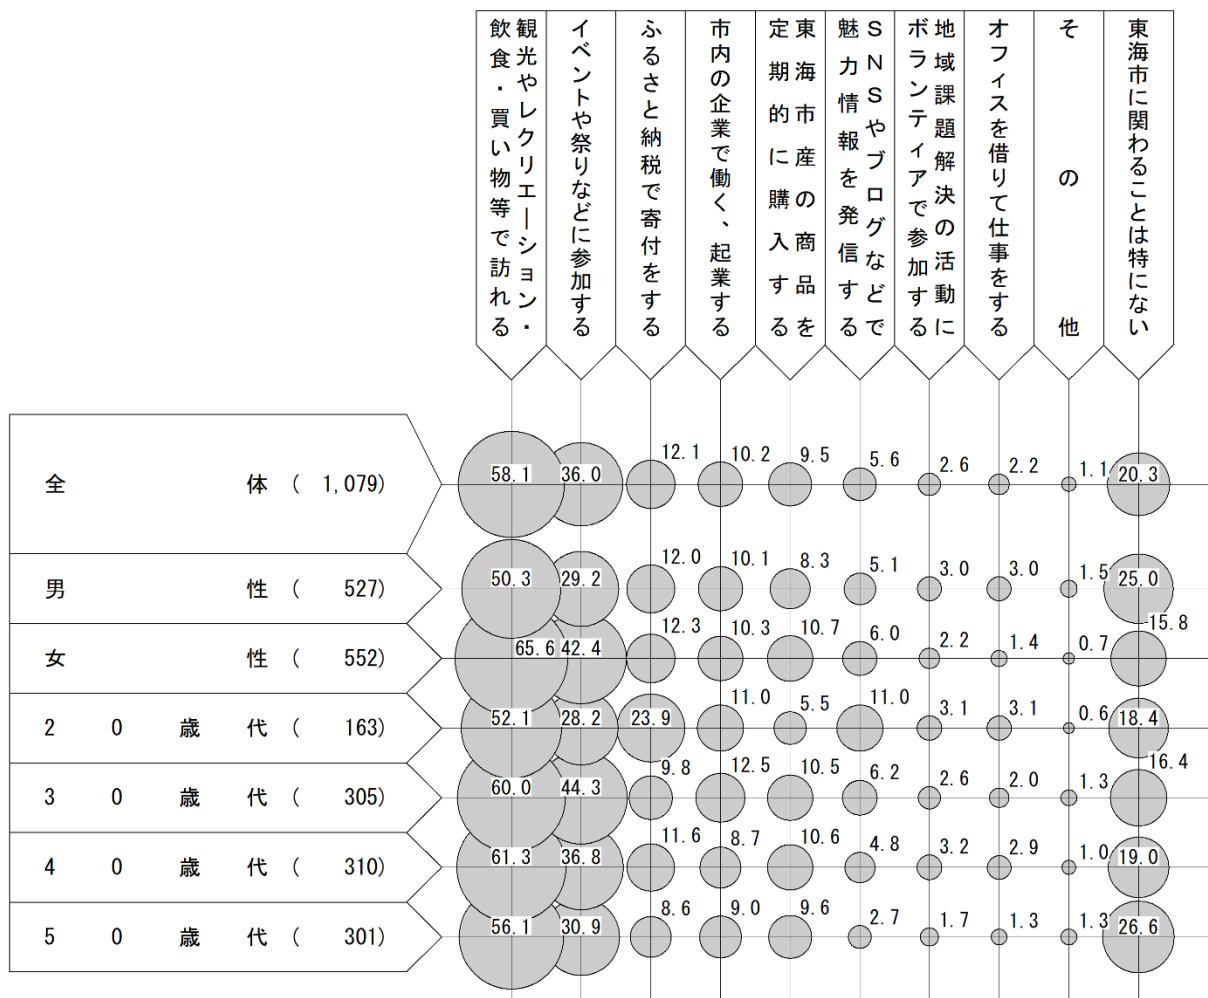 観光やレクリエーション・
飲食・買い物等で訪れる
イベントや祭りなどに参加する
ふるさと納税で寄付をする
市内の企業で働く、起業する
東海市産の商品を
定期的に購入する
SNSやブログなどで
魅力情報を発信する
地域課題解決の活動に
ボランティアで参加する
オフィスを借りて仕事をする
その他
東海市に関わることは特にない
全体 ( 1,079) 58.1 36.0 12.1 10.2 9.5 5.6 2.6 2.2 1.1 20.3
男性 ( 527) 50.3 29.2 12.0 10.1 8.3 5.1 3.0 3.0 1.5 25.0
女性 ( 552) 65.6 42.4 12.3 10.3 10.7 6.0 2.2 1.4 0.7 15.8
20歳代 ( 163) 52.1 28.2 23.9 11.0 5.5 11.0 3.1 3.1 0.6 18.4
30歳代 ( 305) 60.0 44.3 9.8 12.5 10.5 6.2 2.6 2.0 1.3 16.4
40歳代 ( 310) 61.3 36.8 11.6 8.7 10.6 4.8 3.2 2.9 1.0 19.0
50歳代 ( 301) 56.1 30.9 8.6 9.0 9.6 2.7 1.7 1.3 1.3 26.6